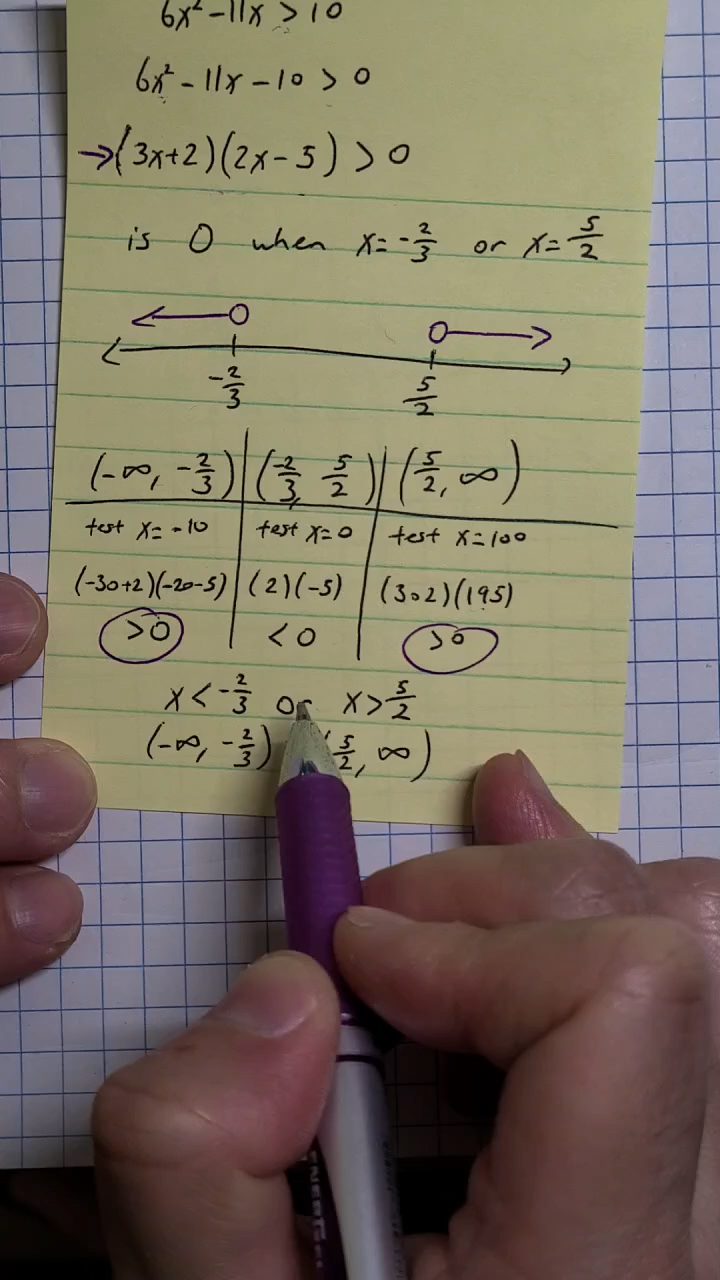 6x² - 11x > 10
6x² - 11x - 10 > 0
→(3x+2)(2x-5) > 0
is 0 when x = -2/3 or x = 5/2
-2/3 5/2
(-∞, -2/3) (-2/3, 5/2) (5/2, ∞)
test x = -10 test x = 0 test x = 100
(-30+2)(-20-5) (2)(-5) (302)(195)
>0 <0 >0
x < -2/3 or x > 5/2
(-∞, -2/3) (5/2, ∞)